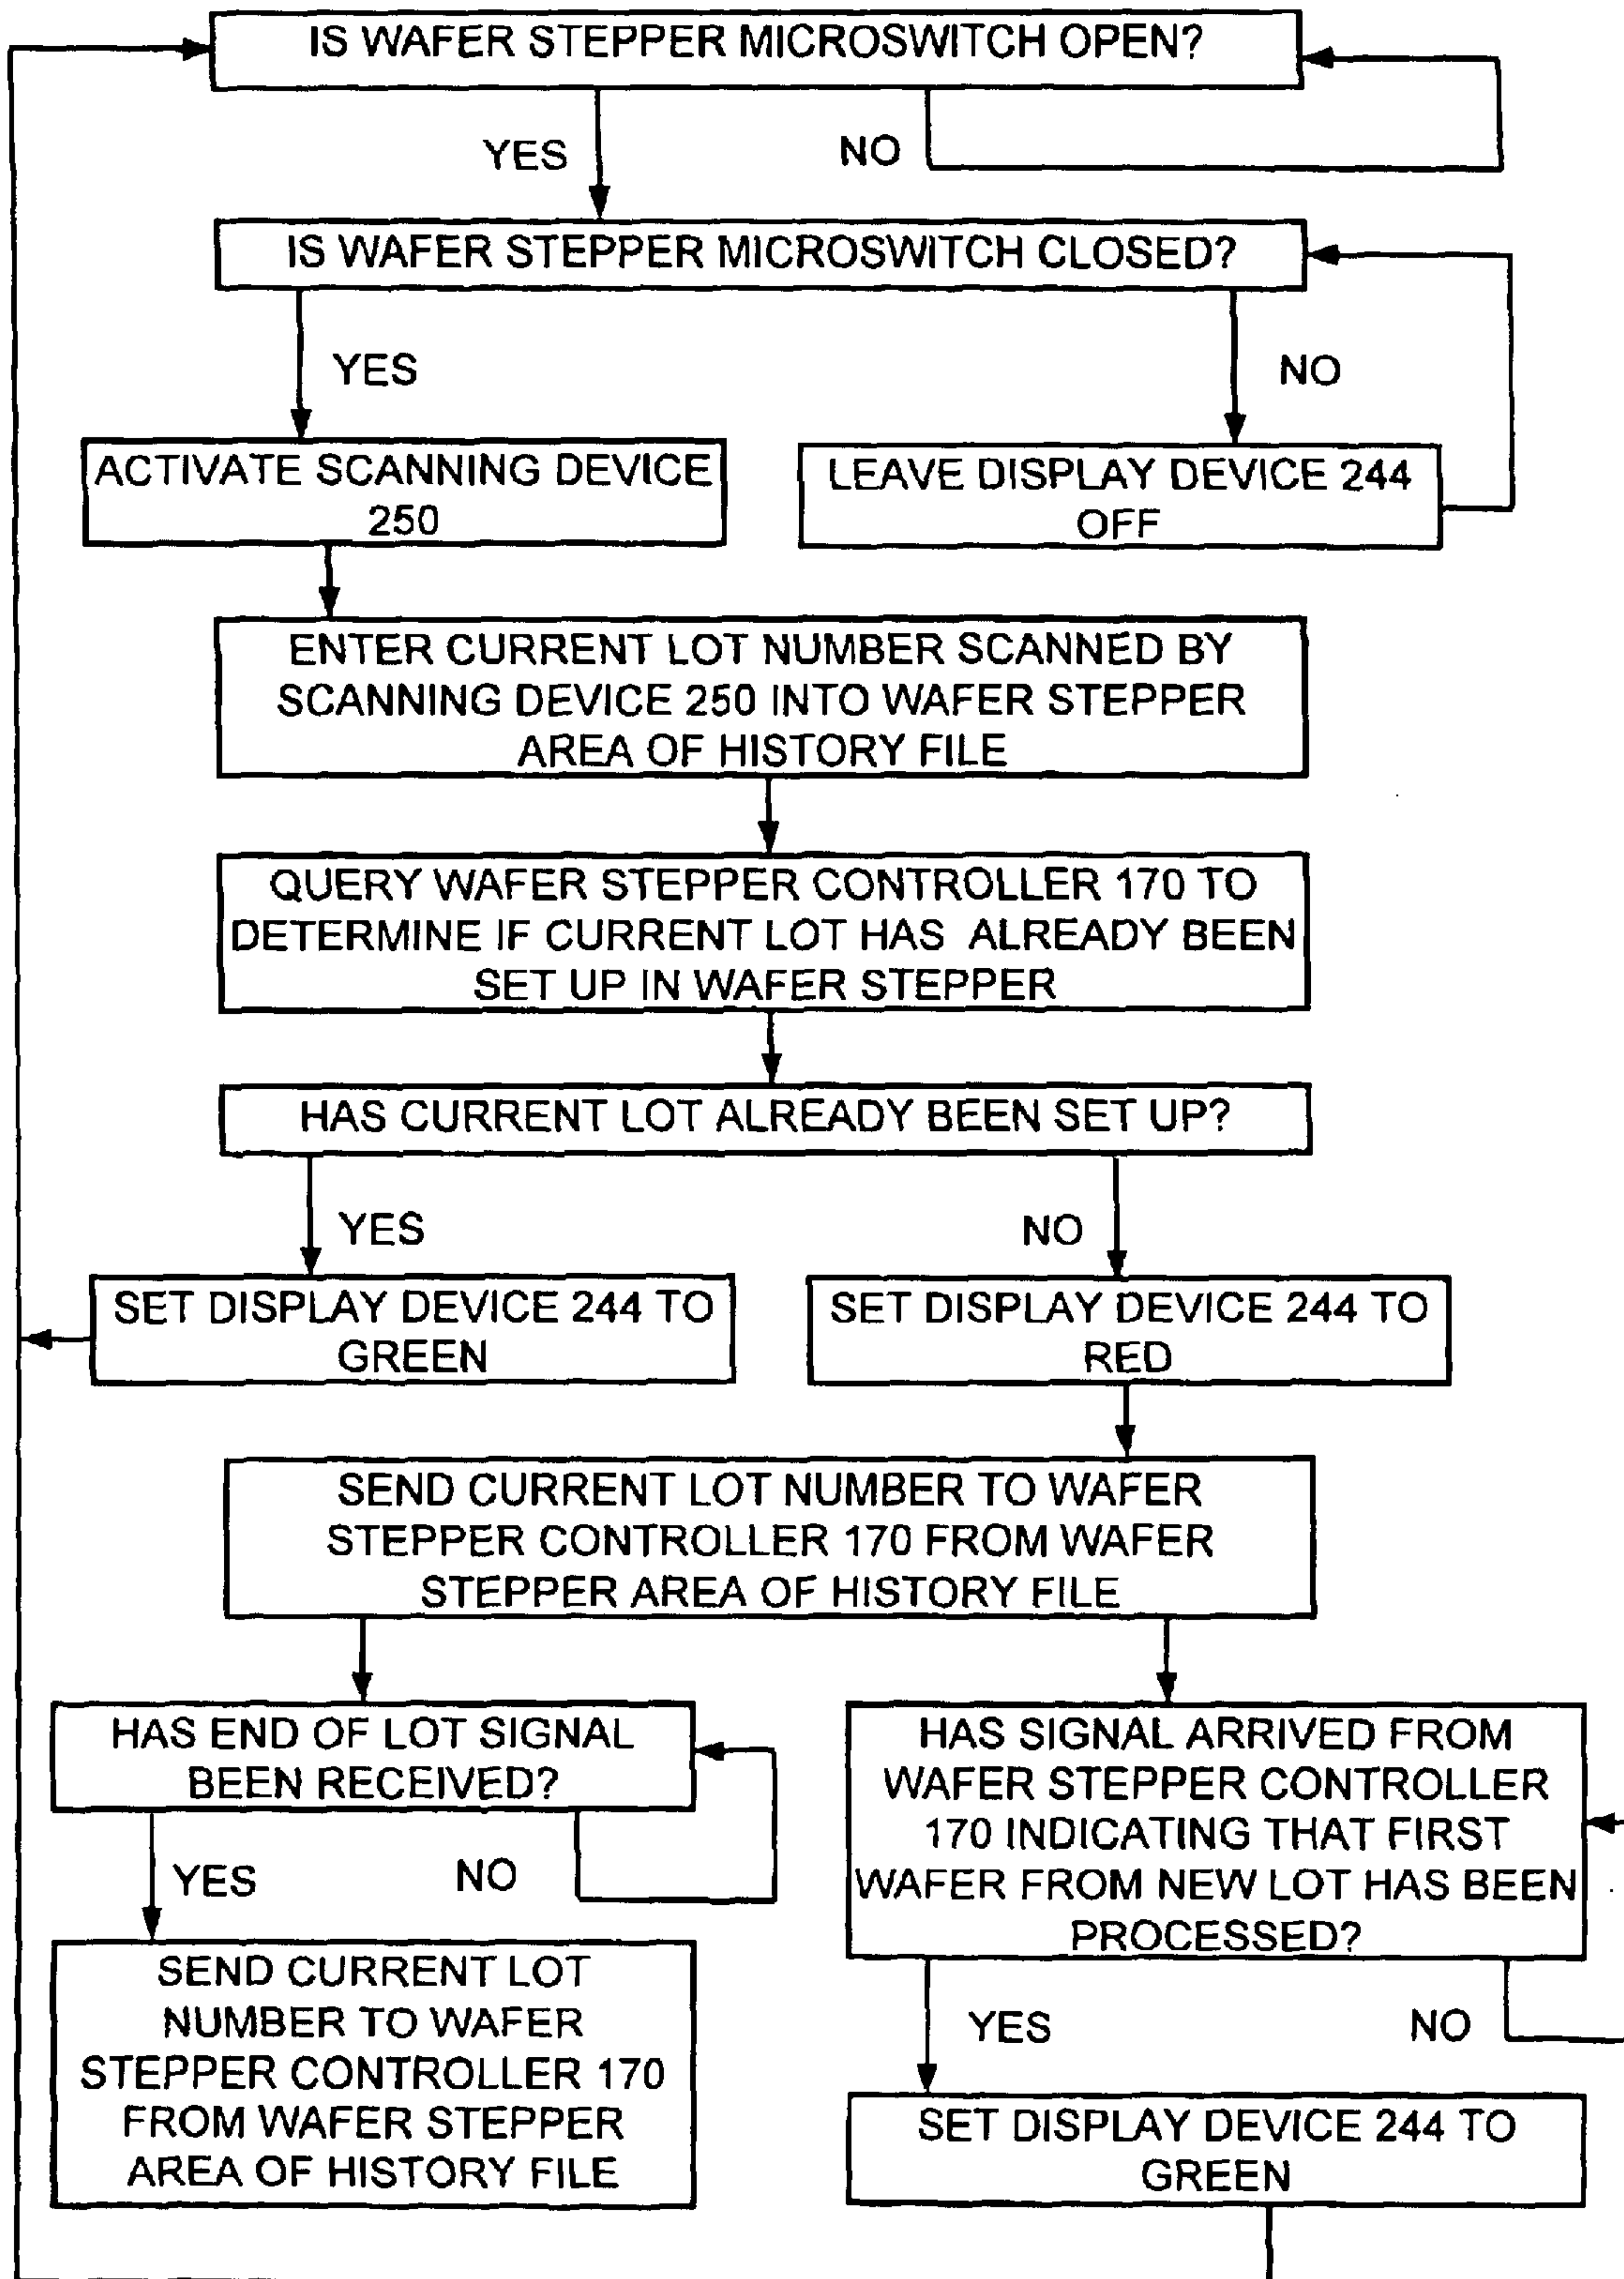 IS WAFER STEPPER MICROSWITCH OPEN?
YES
NO
IS WAFER STEPPER MICROSWITCH CLOSED?
YES
NO
ACTIVATE SCANNING DEVICE
250
LEAVE DISPLAY DEVICE 244
OFF
ENTER CURRENT LOT NUMBER SCANNED BY
SCANNING DEVICE 250 INTO WAFER STEPPER
AREA OF HISTORY FILE
QUERY WAFER STEPPER CONTROLLER 170 TO
DETERMINE IF CURRENT LOT HAS ALREADY BEEN
SET UP IN WAFER STEPPER
HAS CURRENT LOT ALREADY BEEN SET UP?
YES
NO
SET DISPLAY DEVICE 244 TO
GREEN
SET DISPLAY DEVICE 244 TO
RED
SEND CURRENT LOT NUMBER TO WAFER
STEPPER CONTROLLER 170 FROM WAFER
STEPPER AREA OF HISTORY FILE
HAS END OF LOT SIGNAL
BEEN RECEIVED?
YES
NO
SEND CURRENT LOT
NUMBER TO WAFER
STEPPER CONTROLLER 170
FROM WAFER STEPPER
AREA OF HISTORY FILE
HAS SIGNAL ARRIVED FROM
WAFER STEPPER CONTROLLER
170 INDICATING THAT FIRST
WAFER FROM NEW LOT HAS BEEN
PROCESSED?
YES
NO
SET DISPLAY DEVICE 244 TO
GREEN